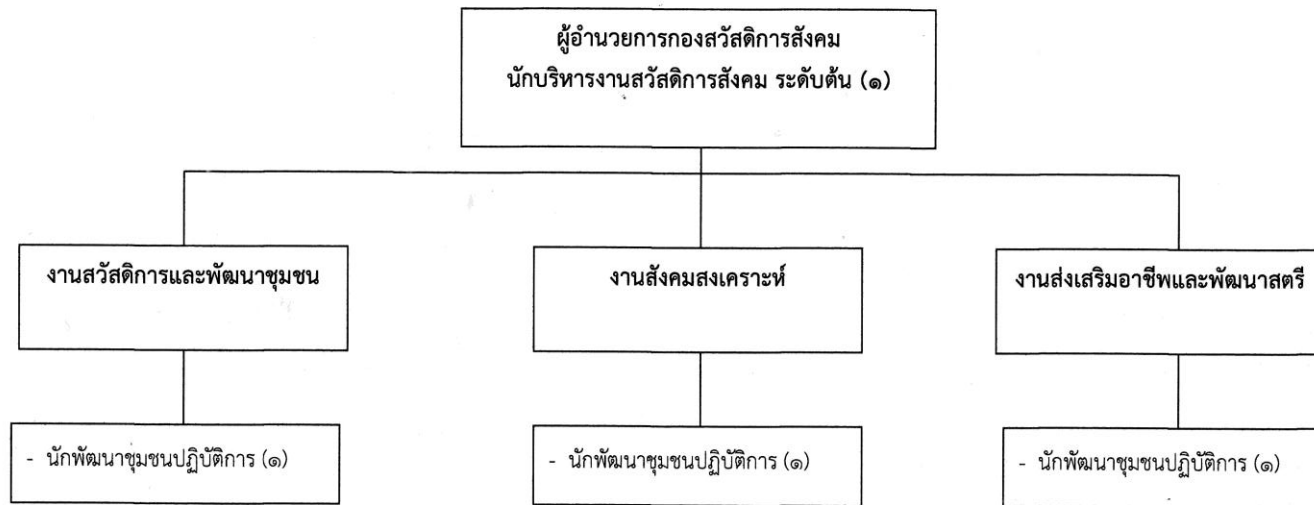 ผู้อำนวยการกองสวัสดิการสังคม
นักบริหารงานสวัสดิการสังคม ระดับต้น (๑)
งานสวัสดิการและพัฒนาชุมชน
งานสังคมสงเคราะห์
งานส่งเสริมอาชีพและพัฒนาสตรี
- นักพัฒนาชุมชนปฏิบัติการ (๑)
- นักพัฒนาชุมชนปฏิบัติการ (๑)
- นักพัฒนาชุมชนปฏิบัติการ (๑)